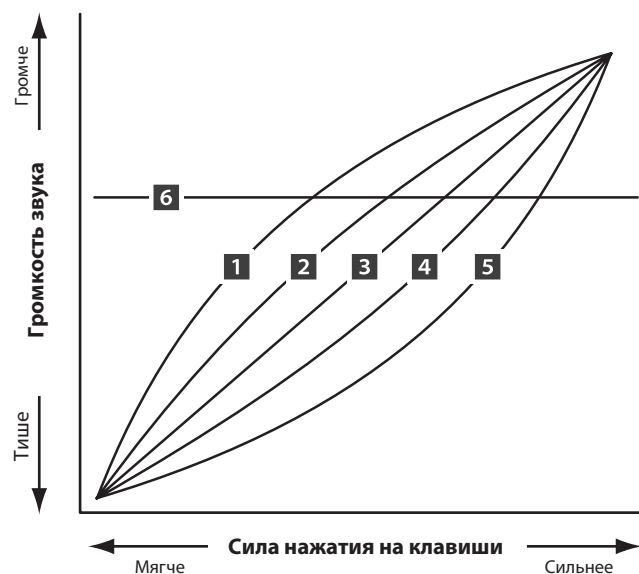 Громче
Громкость звука
Тише
6
1 2 3 4 5
Сила нажатия на клавиши
Мягче Сильнее